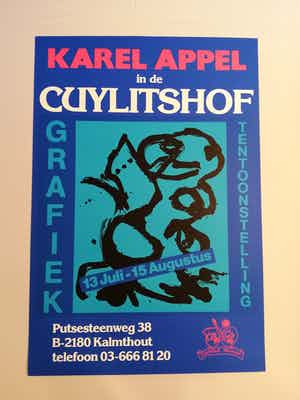 KAREL APPEL
in de
CUYLITSHOF
GRAFIEK
TENTOONSTELLING
13 Juli - 15 Augustus
Putsesteenweg 38
B-2180 Kalmthout
telefoon 03-666 81 20